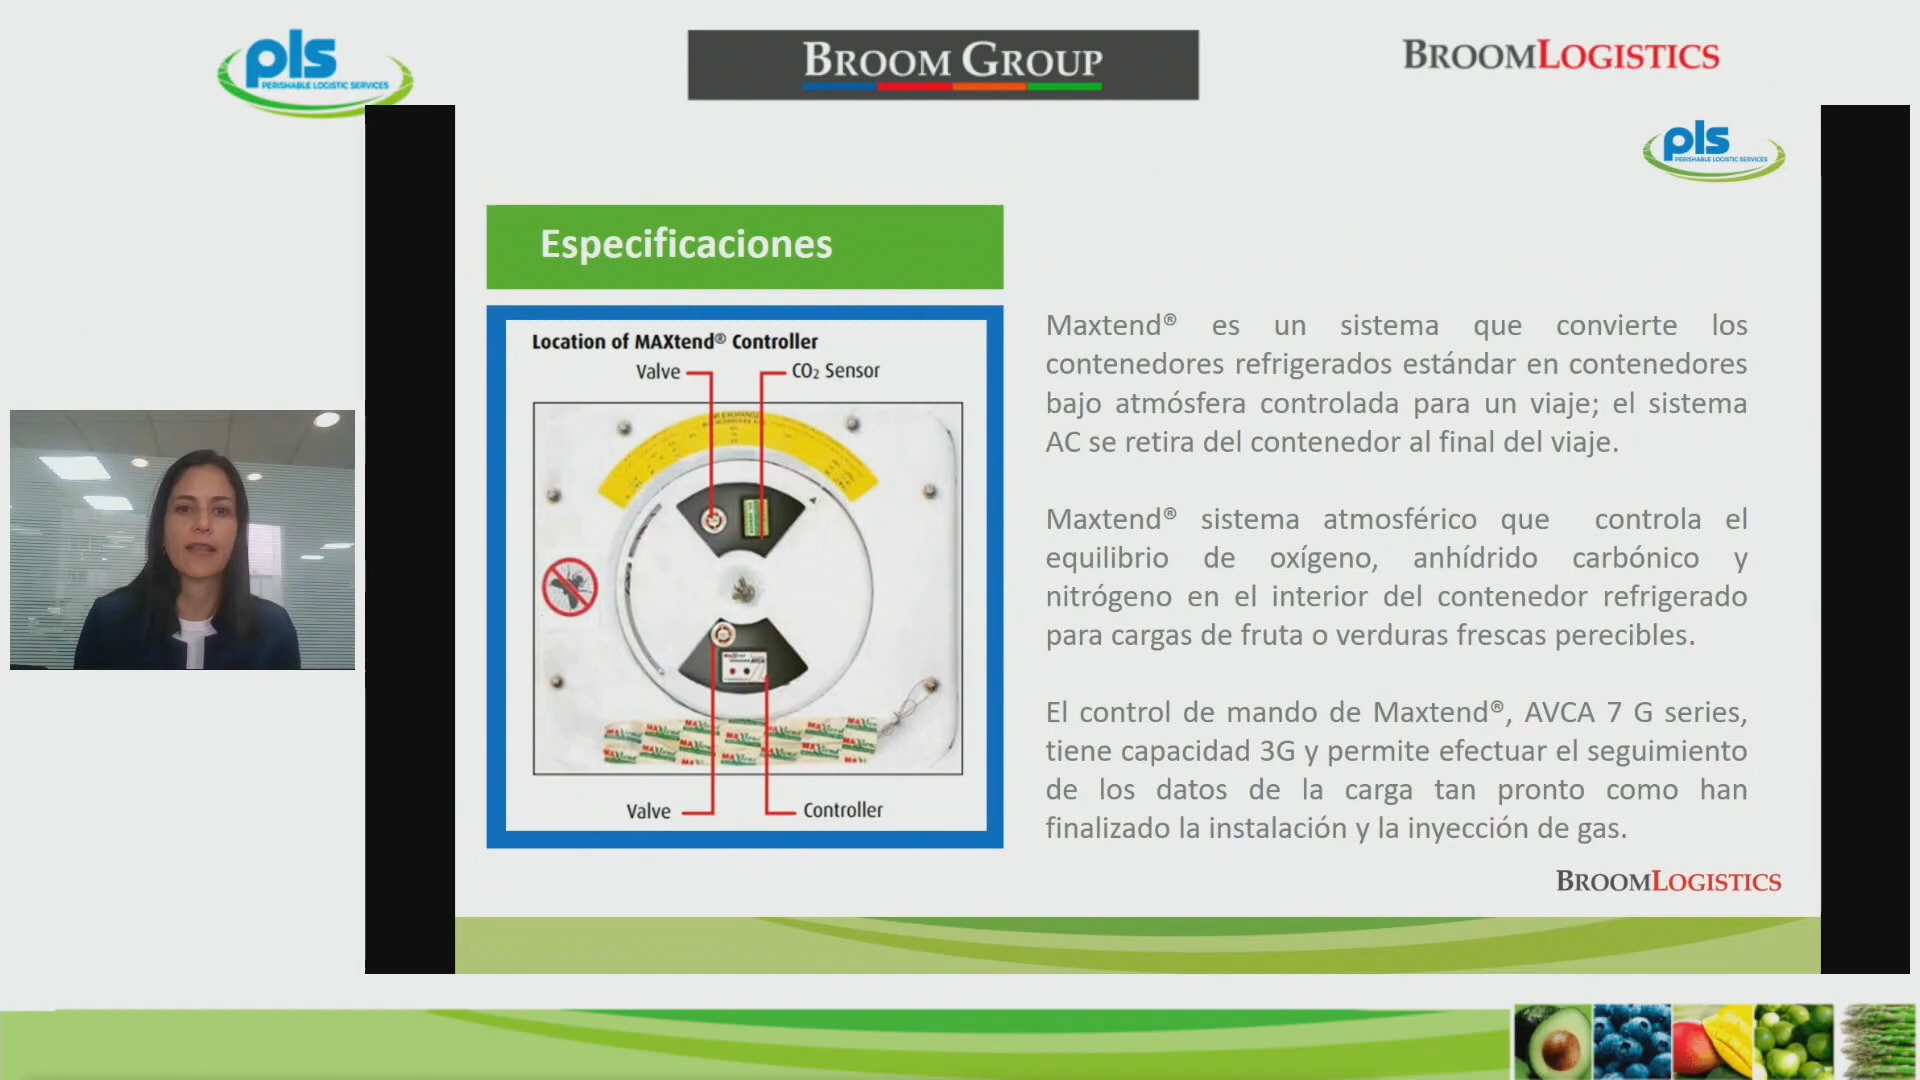 pls
PERISHABLE LOGISTIC SERVICES
BROOM GROUP
BROOMLOGISTICS
pls
PERISHABLE LOGISTIC SERVICES
Especificaciones
Location of MAXtend® Controller
Valve
CO₂ Sensor
Valve
Controller
Maxtend® es un sistema que convierte los
contenedores refrigerados estándar en contenedores
bajo atmósfera controlada para un viaje; el sistema
AC se retira del contenedor al final del viaje.
Maxtend® sistema atmosférico que controla el
equilibrio de oxígeno, anhídrido carbónico y
nitrógeno en el interior del contenedor refrigerado
para cargas de fruta o verduras frescas perecibles.
El control de mando de Maxtend®, AVCA 7 G series,
tiene capacidad 3G y permite efectuar el seguimiento
de los datos de la carga tan pronto como han
finalizado la instalación y la inyección de gas.
BROOMLOGISTICS